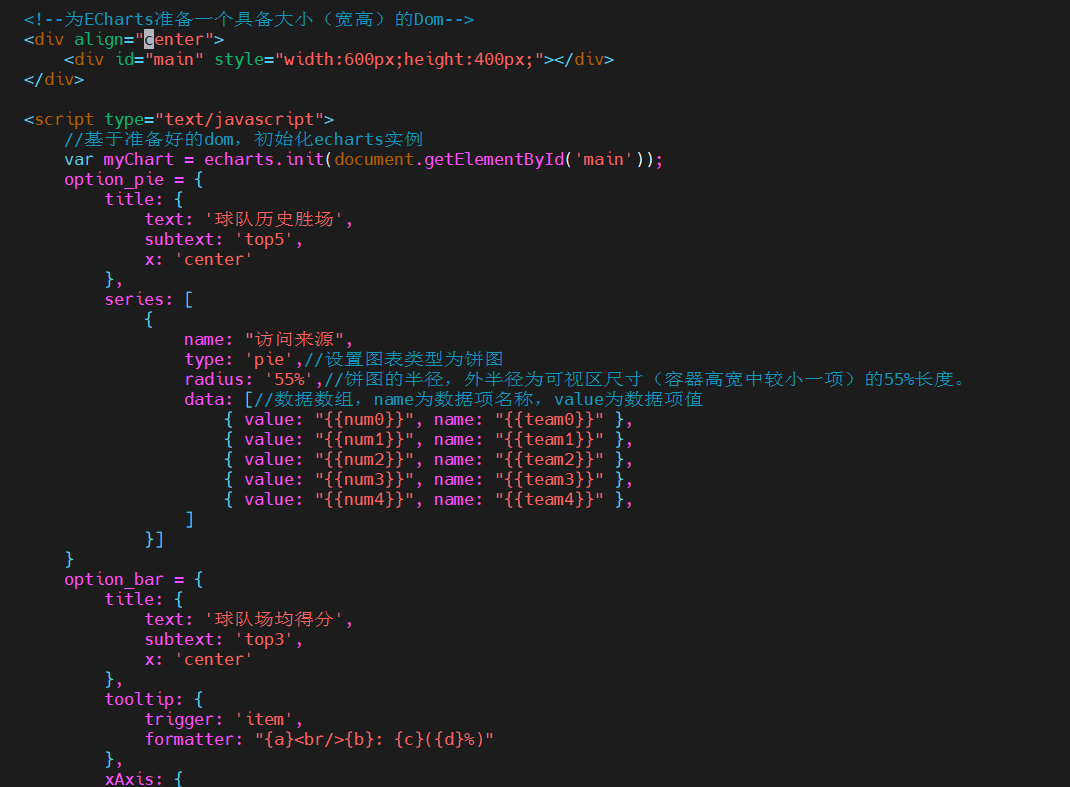 <!--为ECharts准备一个具备大小（宽高）的Dom-->
<div align="center">
    <div id="main" style="width:600px;height:400px;"></div>
</div>

<script type="text/javascript">
    //基于准备好的dom，初始化echarts实例
    var myChart = echarts.init(document.getElementById('main'));
    option_pie = {
        title: {
            text: '球队历史胜场',
            subtext: 'top5',
            x: 'center'
        },
        series: [
            {
                name: "访问来源",
                type: 'pie',//设置图表类型为饼图
                radius: '55%',//饼图的半径，外半径为可视区尺寸（容器高宽中较小一项）的55%长度。
                data: [//数据数组，name为数据项名称，value为数据项值
                    { value: "{{num0}}", name: "{{team0}}" },
                    { value: "{{num1}}", name: "{{team1}}" },
                    { value: "{{num2}}", name: "{{team2}}" },
                    { value: "{{num3}}", name: "{{team3}}" },
                    { value: "{{num4}}", name: "{{team4}}" },
                ]
            }]
    }
    option_bar = {
        title: {
            text: '球队场均得分',
            subtext: 'top3',
            x: 'center'
        },
        tooltip: {
            trigger: 'item',
            formatter: "{a}<br/>{b}: {c}({d}%)"
        },
        xAxis: {